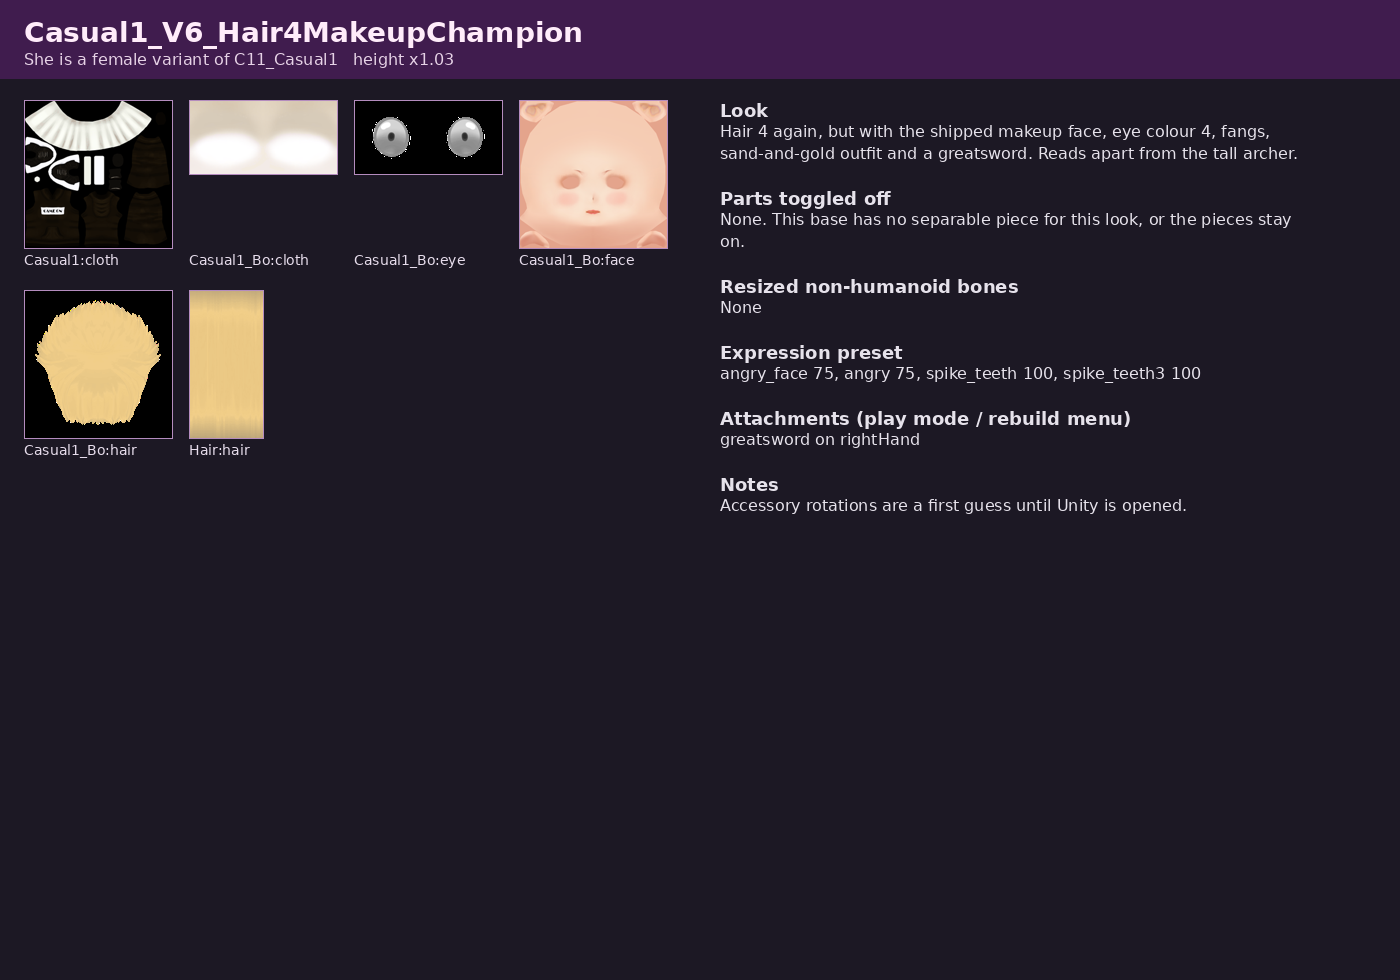 Casual1_V6_Hair4MakeupChampion
She is a female variant of C11_Casual1   height x1.03
Casual1:cloth
Casual1_Bo:cloth
Casual1_Bo:eye
Casual1_Bo:face
Casual1_Bo:hair
Hair:hair
Look
Hair 4 again, but with the shipped makeup face, eye colour 4, fangs,
sand-and-gold outfit and a greatsword. Reads apart from the tall archer.
Parts toggled off
None. This base has no separable piece for this look, or the pieces stay
on.
Resized non-humanoid bones
None
Expression preset
angry_face 75, angry 75, spike_teeth 100, spike_teeth3 100
Attachments (play mode / rebuild menu)
greatsword on rightHand
Notes
Accessory rotations are a first guess until Unity is opened.